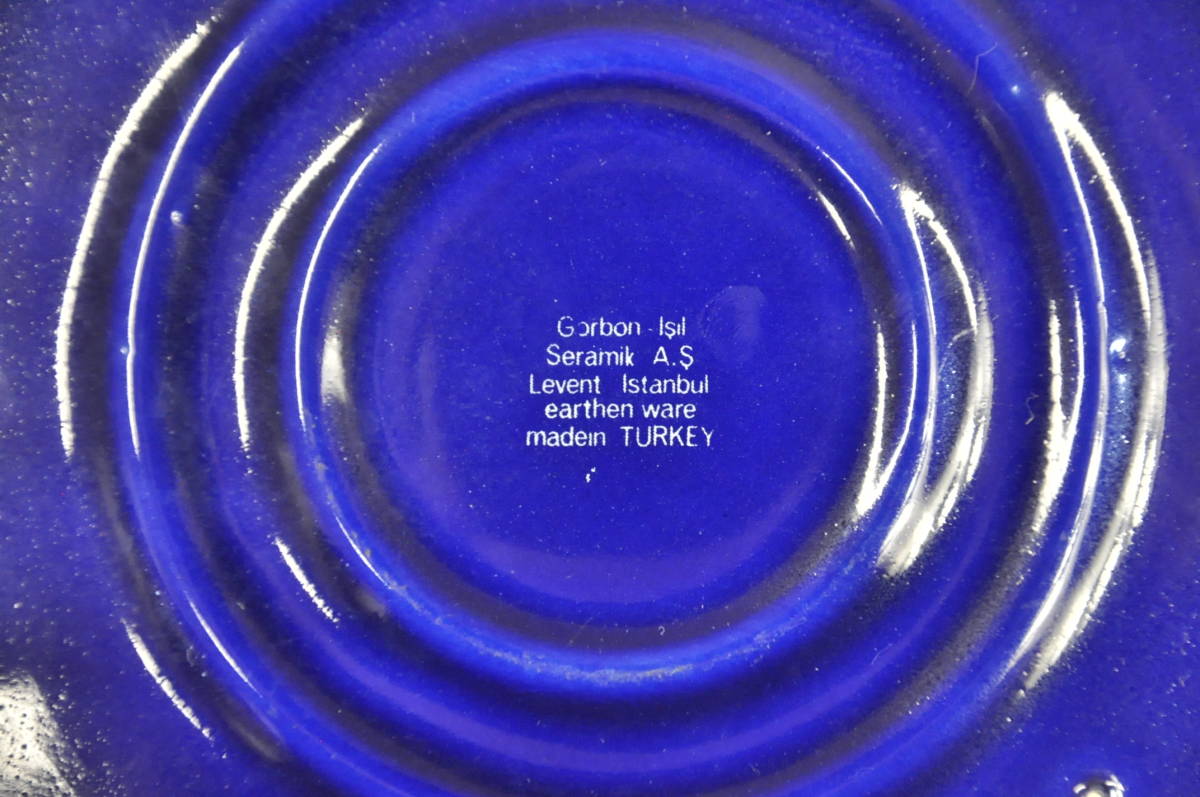 Gorbon - Işıl
Seramik A.Ş
Levent Istanbul
earthen ware
madein TURKEY